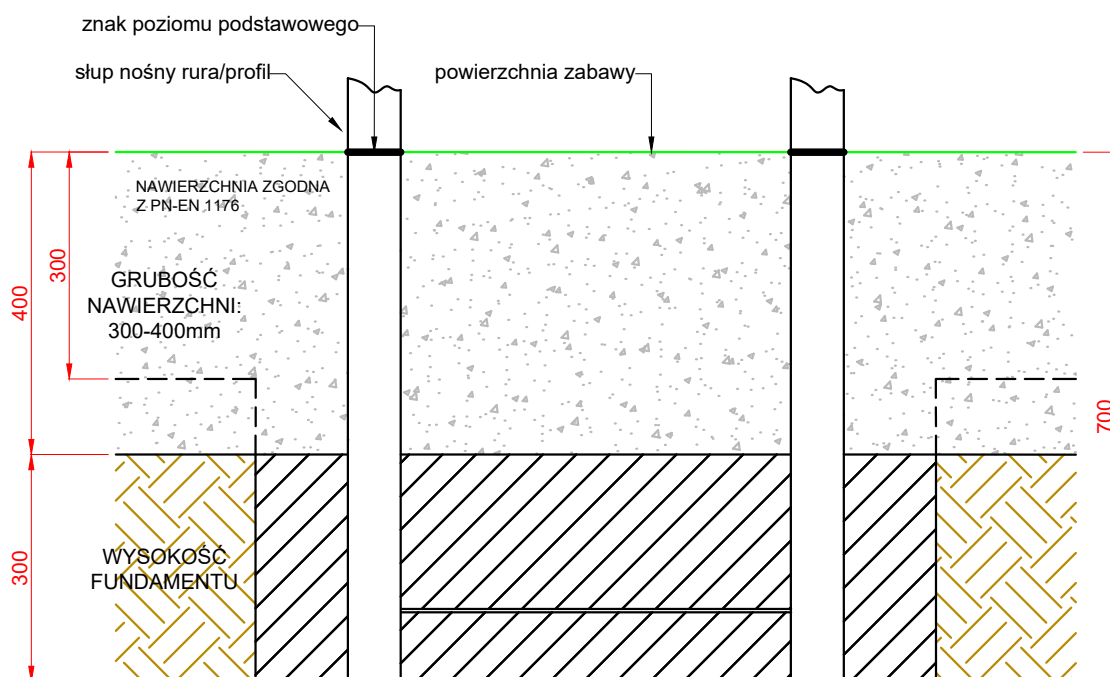 znak poziomu podstawowego
słup nośny rura/profil
powierzchnia zabawy
NAWIERZCHNIA ZGODNA
Z PN-EN 1176
300
400
GRUBOŚĆ
NAWIERZCHNI:
300-400mm
700
WYSOKOŚĆ
FUNDAMENTU
300